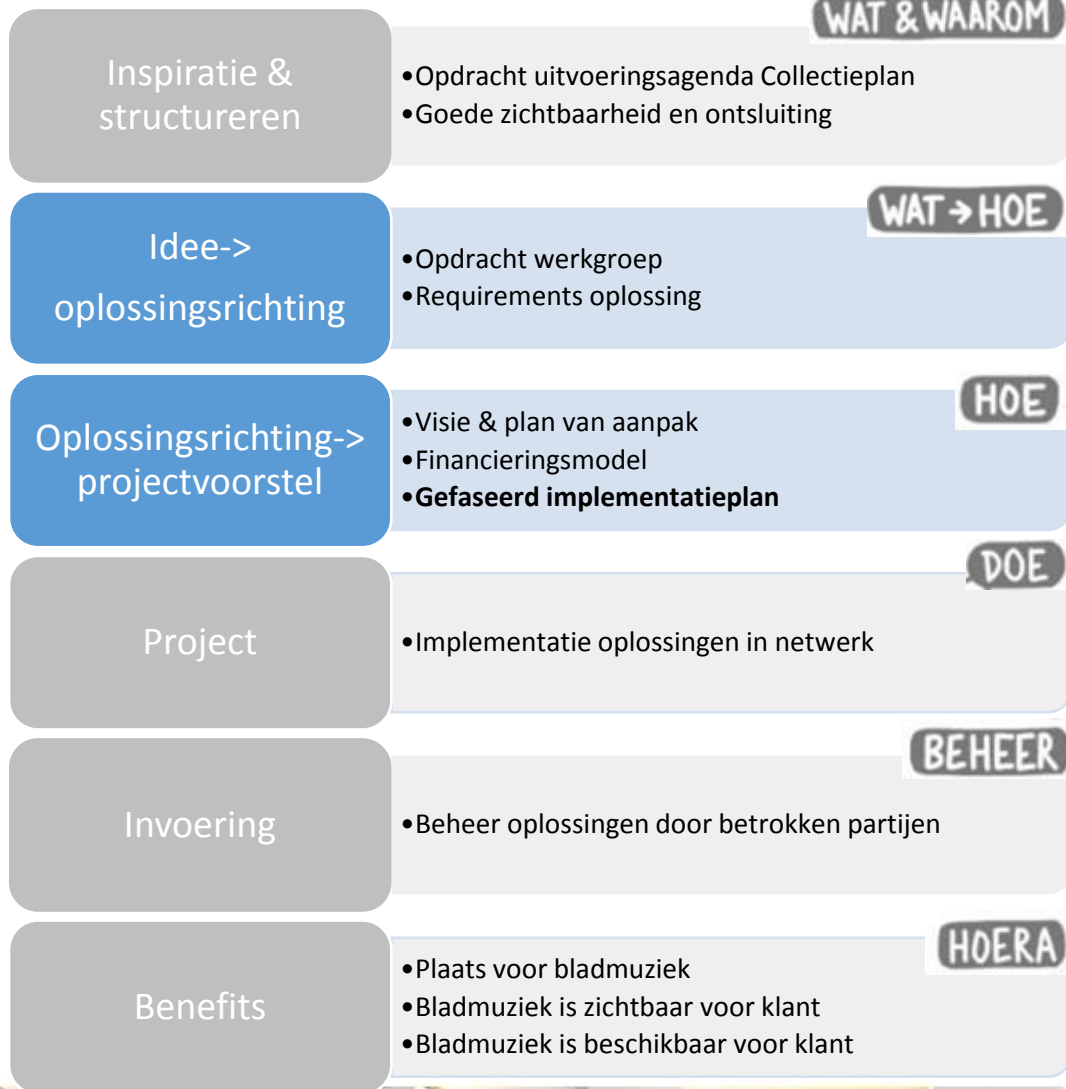 WAT & WAAROM
Inspiratie &
structureren
•Opdracht uitvoeringsagenda Collectieplan
•Goede zichtbaarheid en ontsluiting
WAT → HOE
Idee->
oplossingsrichting
•Opdracht werkgroep
•Requirements oplossing
HOE
Oplossingsrichting->
projectvoorstel
•Visie & plan van aanpak
•Financieringsmodel
•Gefaseerd implementatieplan
DOE
Project
•Implementatie oplossingen in netwerk
BEHEER
Invoering
•Beheer oplossingen door betrokken partijen
HOERA
Benefits
•Plaats voor bladmuziek
•Bladmuziek is zichtbaar voor klant
•Bladmuziek is beschikbaar voor klant